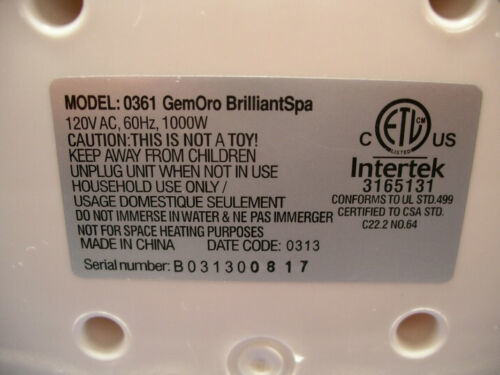 MODEL: 0361 GemOro BrilliantSpa
120V AC, 60Hz, 1000W
CAUTION:THIS IS NOT A TOY!
KEEP AWAY FROM CHILDREN
UNPLUG UNIT WHEN NOT IN USE
HOUSEHOLD USE ONLY /
USAGE DOMESTIQUE SEULEMENT
DO NOT IMMERSE IN WATER & NE PAS IMMERGER
NOT FOR SPACE HEATING PURPOSES
MADE IN CHINA DATE CODE: 0313
Serial number: B031300817
C ETL CM US
LISTED
Intertek
3165131
CONFORMS TO UL STD.499
CERTIFIED TO CSA STD.
C22.2 NO.64